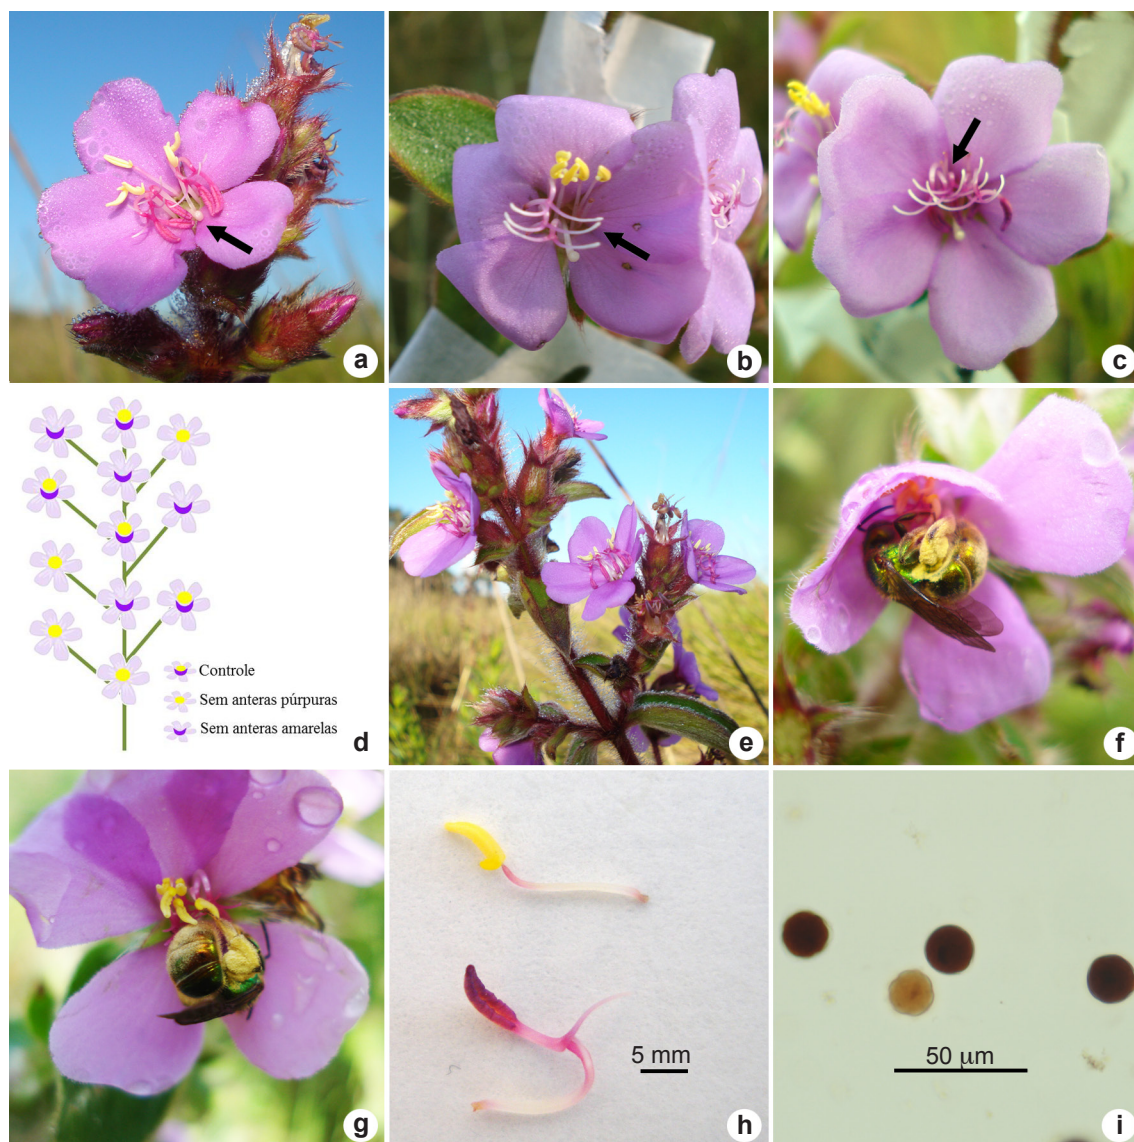 a
b
c
Controle
Sem anteras púrpuras
Sem anteras amarelas
d
e
f
g
5 mm
h
50 μm
i